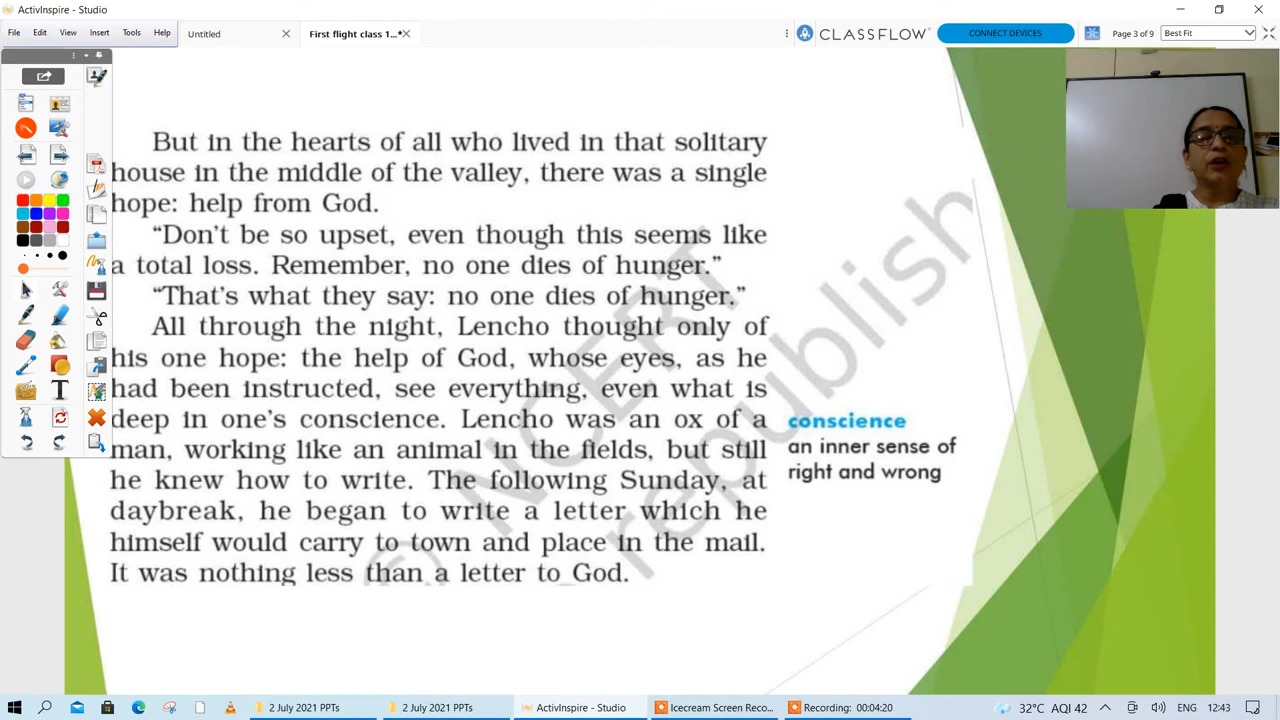 ActivInspire - Studio
File Edit View Insert Tools Help
Untitled
First flight class 1...*
CLASSFLOW
CONNECT DEVICES
Page 3 of 9
Best Fit
But in the hearts of all who lived in that solitary
house in the middle of the valley, there was a single
hope: help from God.
“Don’t be so upset, even though this seems like
a total loss. Remember, no one dies of hunger.”
“That’s what they say: no one dies of hunger.”
All through the night, Lencho thought only of
his one hope: the help of God, whose eyes, as he
had been instructed, see everything, even what is
deep in one’s conscience. Lencho was an ox of a
man, working like an animal in the fields, but still
he knew how to write. The following Sunday, at
daybreak, he began to write a letter which he
himself would carry to town and place in the mail.
It was nothing less than a letter to God.
conscience
an inner sense of
right and wrong
© NCERT
republish
2 July 2021 PPTs
2 July 2021 PPTs
ActivInspire - Studio
Icecream Screen Reco...
Recording: 00:04:20
32°C AQI 42
ENG
12:43